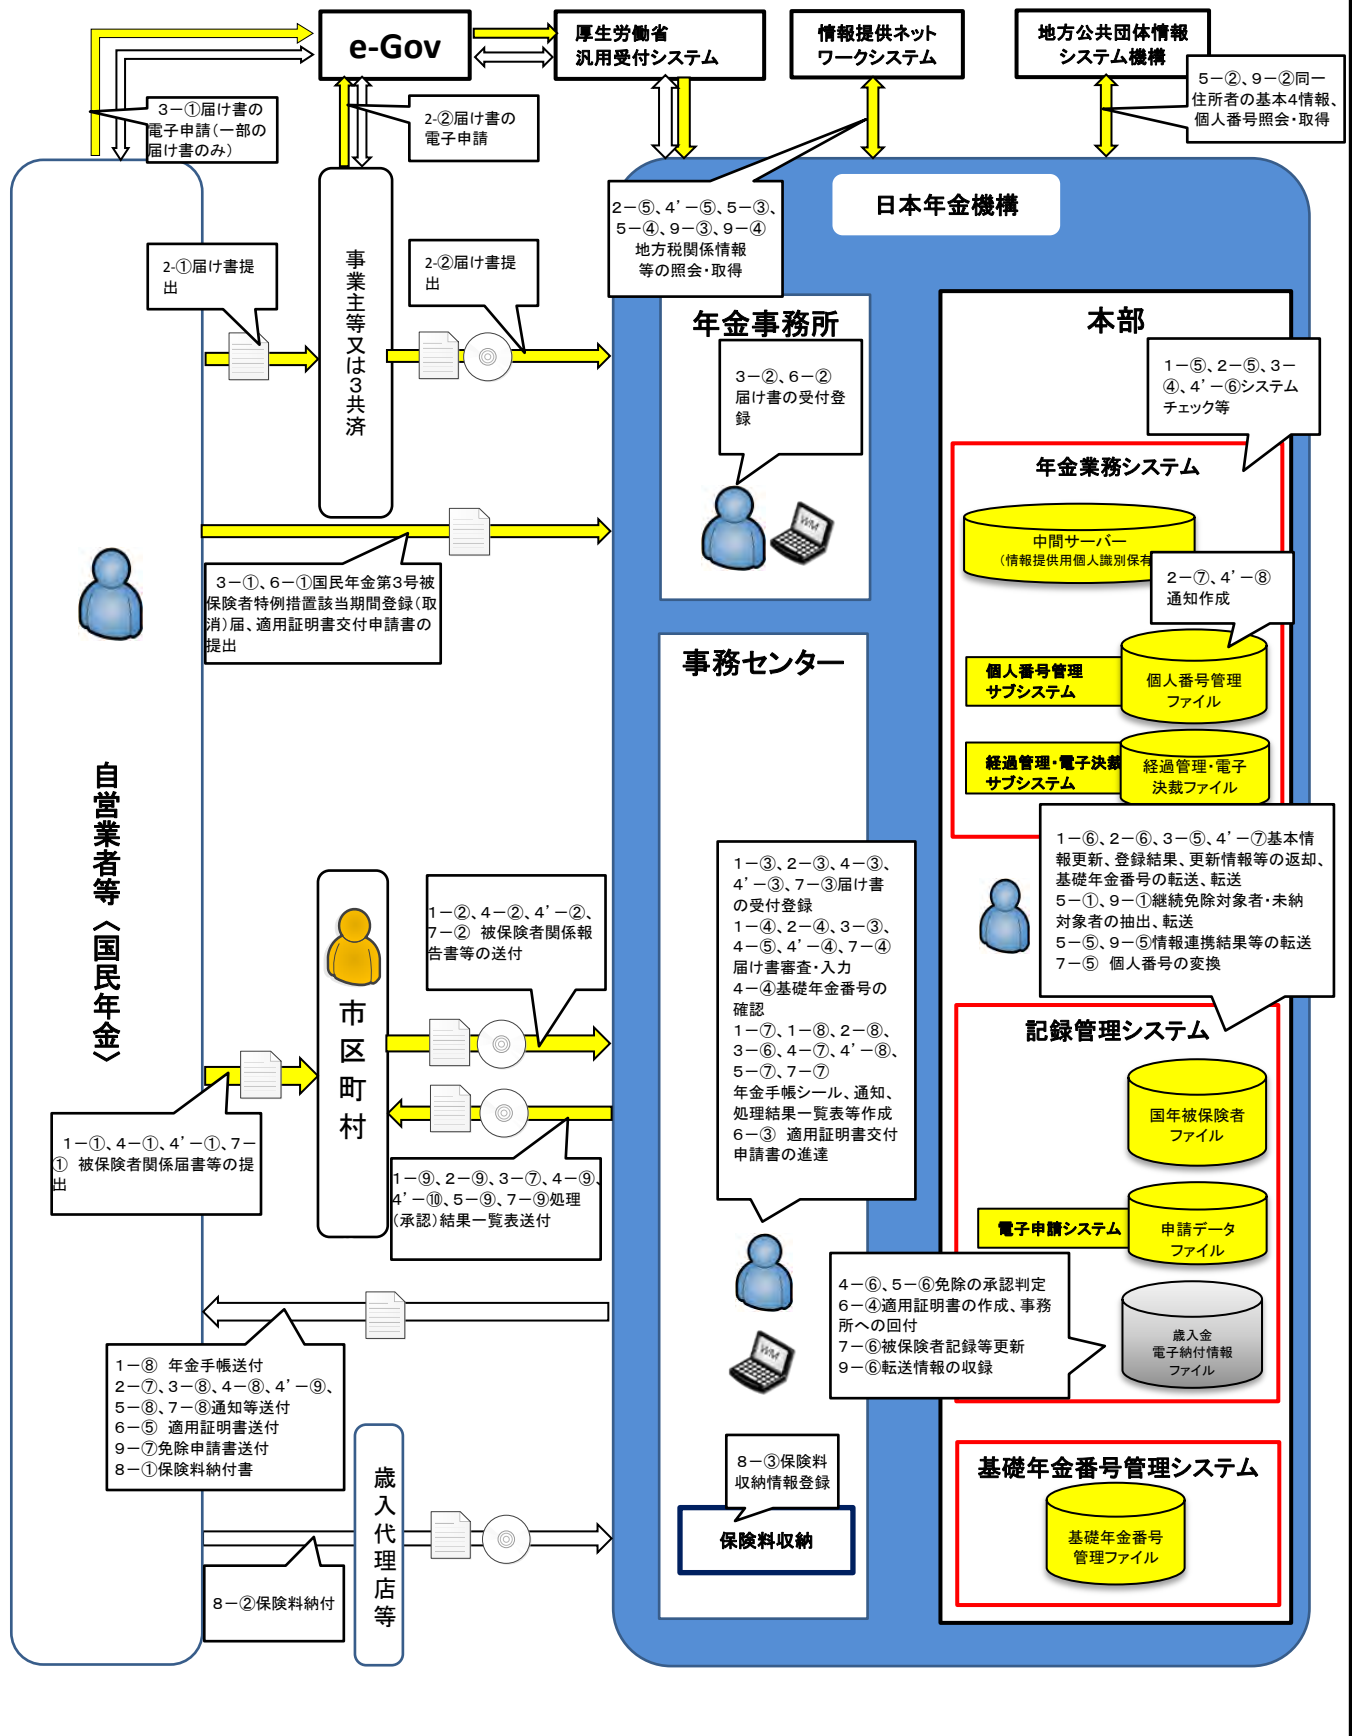 e-Gov
厚生労働省
汎用受付システム
情報提供ネット
ワークシステム
地方公共団体情報
システム機構
3－①届け書の
電子申請（一部の
届け書のみ）
2-②届け書の
電子申請
5－②、9－②同一
住所者の基本4情報、
個人番号照会・取得
2－⑤、4’－⑤、5－③、
5－④、9－③、9－④
地方税関係情報
等の照会・取得
日本年金機構
2-①届け書提
出
事業主等又は3共済
2-②届け書提
出
年金事務所
3－②、6－②
届け書の受付登
録
本部
1－⑤、2－⑤、3－
④、4’－⑥システム
チェック等
年金業務システム
中間サーバー
（情報提供用個人識別保有
2－⑦、4’－⑧
通知作成
個人番号管理
サブシステム
個人番号管理
ファイル
経過管理・電子決裁
サブシステム
経過管理・電子
決裁ファイル
3－①、6－①国民年金第3号被
保険者特例措置該当期間登録（取
消）届、適用証明書交付申請書の
提出
事務センター
自営業者等〈国民年金〉
1－③、2－③、4－③、
4’－③、7－③届け書
の受付登録
1－④、2－④、3－③、
4－⑤、4’－④、7－④
届け書審査・入力
4－④基礎年金番号の
確認
1－⑦、1－⑧、2－⑧、
3－⑥、4－⑦、4’－⑧、
5－⑦、7－⑦
年金手帳シール、通知、
処理結果一覧表等作成
6－③ 適用証明書交付
申請書の進達
1－⑥、2－⑥、3－⑤、4’－⑦基本情
報更新、登録結果、更新情報等の返却、
基礎年金番号の転送、転送
5－①、9－①継続免除対象者・未納
対象者の抽出、転送
5－⑤、9－⑤情報連携結果等の転送
7－⑤ 個人番号の変換
市区町村
1－②、4－②、4’－②、
7－② 被保険者関係報
告書等の送付
1－①、4－①、4’－①、7－
① 被保険者関係届書等の提
出
1－⑨、2－⑨、3－⑦、4－⑨、
4’－⑩、5－⑨、7－⑨処理
（承認）結果一覧表送付
記録管理システム
国年被保険者
ファイル
電子申請システム
申請データ
ファイル
歳入金
電子納付情報
ファイル
4－⑥、5－⑥免除の承認判定
6－④適用証明書の作成、事務
所への回付
7－⑥被保険者記録等更新
9－⑥転送情報の収録
1－⑧ 年金手帳送付
2－⑦、3－⑧、4－⑧、4’－⑨、
5－⑧、7－⑧通知等送付
6－⑤ 適用証明書送付
9－⑦免除申請書送付
8－①保険料納付書
歳入代理店等
8－③保険料
収納情報登録
保険料収納
8－②保険料納付
基礎年金番号管理システム
基礎年金番号
管理ファイル